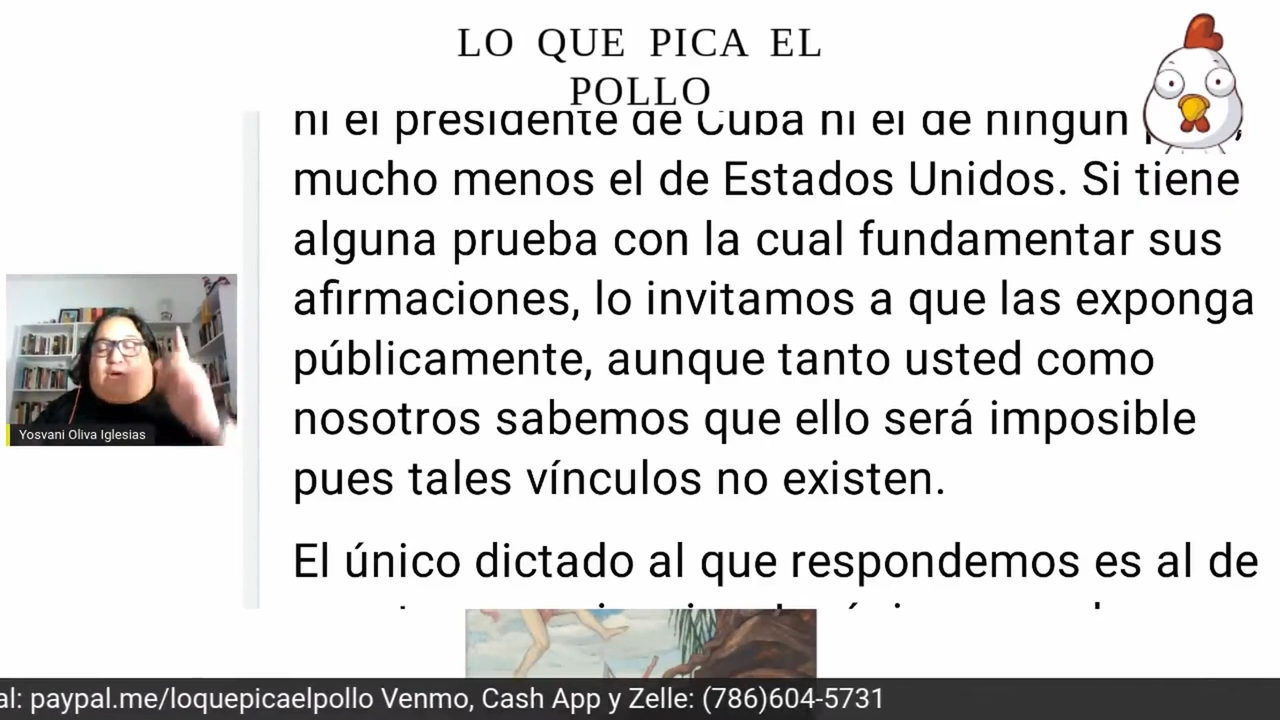 LO QUE PICA EL
POLLO
ni el presidente de Cuba ni el de ningún
mucho menos el de Estados Unidos. Si tiene
alguna prueba con la cual fundamentar sus
afirmaciones, lo invitamos a que las exponga
públicamente, aunque tanto usted como
nosotros sabemos que ello será imposible
pues tales vínculos no existen.
El único dictado al que respondemos es al de
Yosvani Oliva Iglesias
al: paypal.me/loquepicaelpollo Venmo, Cash App y Zelle: (786)604-5731